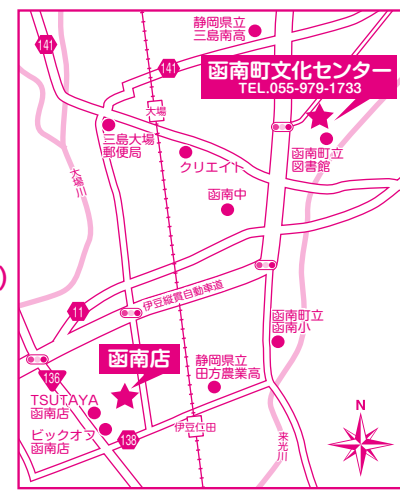 静岡県立
三島南高
141
141
函南町文化センター
TEL.055-979-1733
大場
三島大場
郵便局
クリエイト
函南町立
図書館
大場川
函南中
伊豆縦貫自動車道
11
函南町立
函南小
函南店
静岡県立
田方農業高
136
TSUTAYA
函南店
ビックオフ
函南店
138
伊豆仁田
来光川
N
)